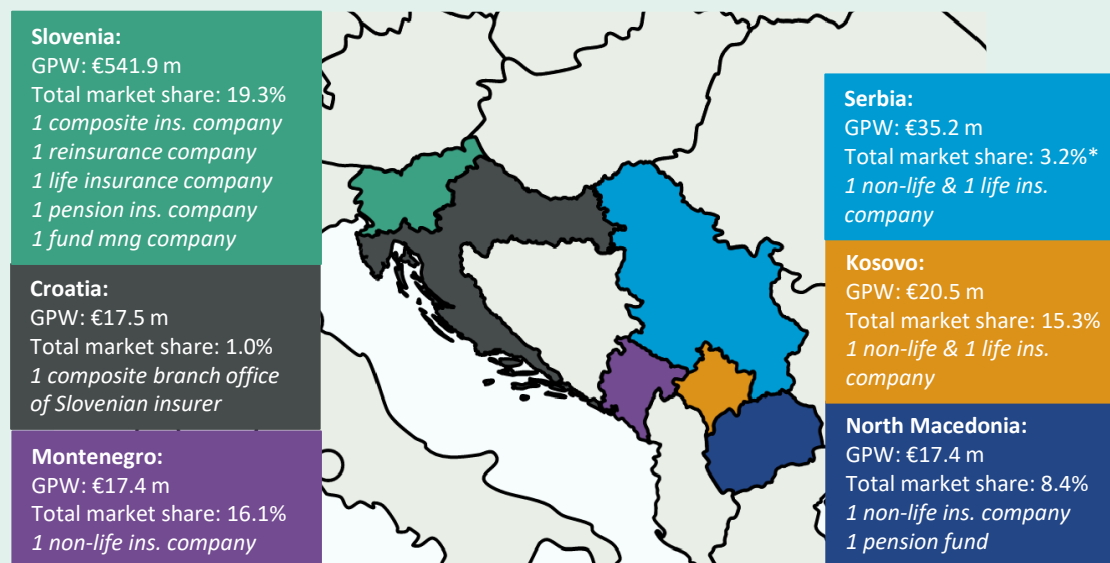 Slovenia:
GPW: €541.9 m
Total market share: 19.3%
1 composite ins. company
1 reinsurance company
1 life insurance company
1 pension ins. company
1 fund mng company
Croatia:
GPW: €17.5 m
Total market share: 1.0%
1 composite branch office
of Slovenian insurer
Montenegro:
GPW: €17.4 m
Total market share: 16.1%
1 non-life ins. company
Serbia:
GPW: €35.2 m
Total market share: 3.2%*
1 non-life & 1 life ins.
company
Kosovo:
GPW: €20.5 m
Total market share: 15.3%
1 non-life & 1 life ins.
company
North Macedonia:
GPW: €17.4 m
Total market share: 8.4%
1 non-life ins. company
1 pension fund